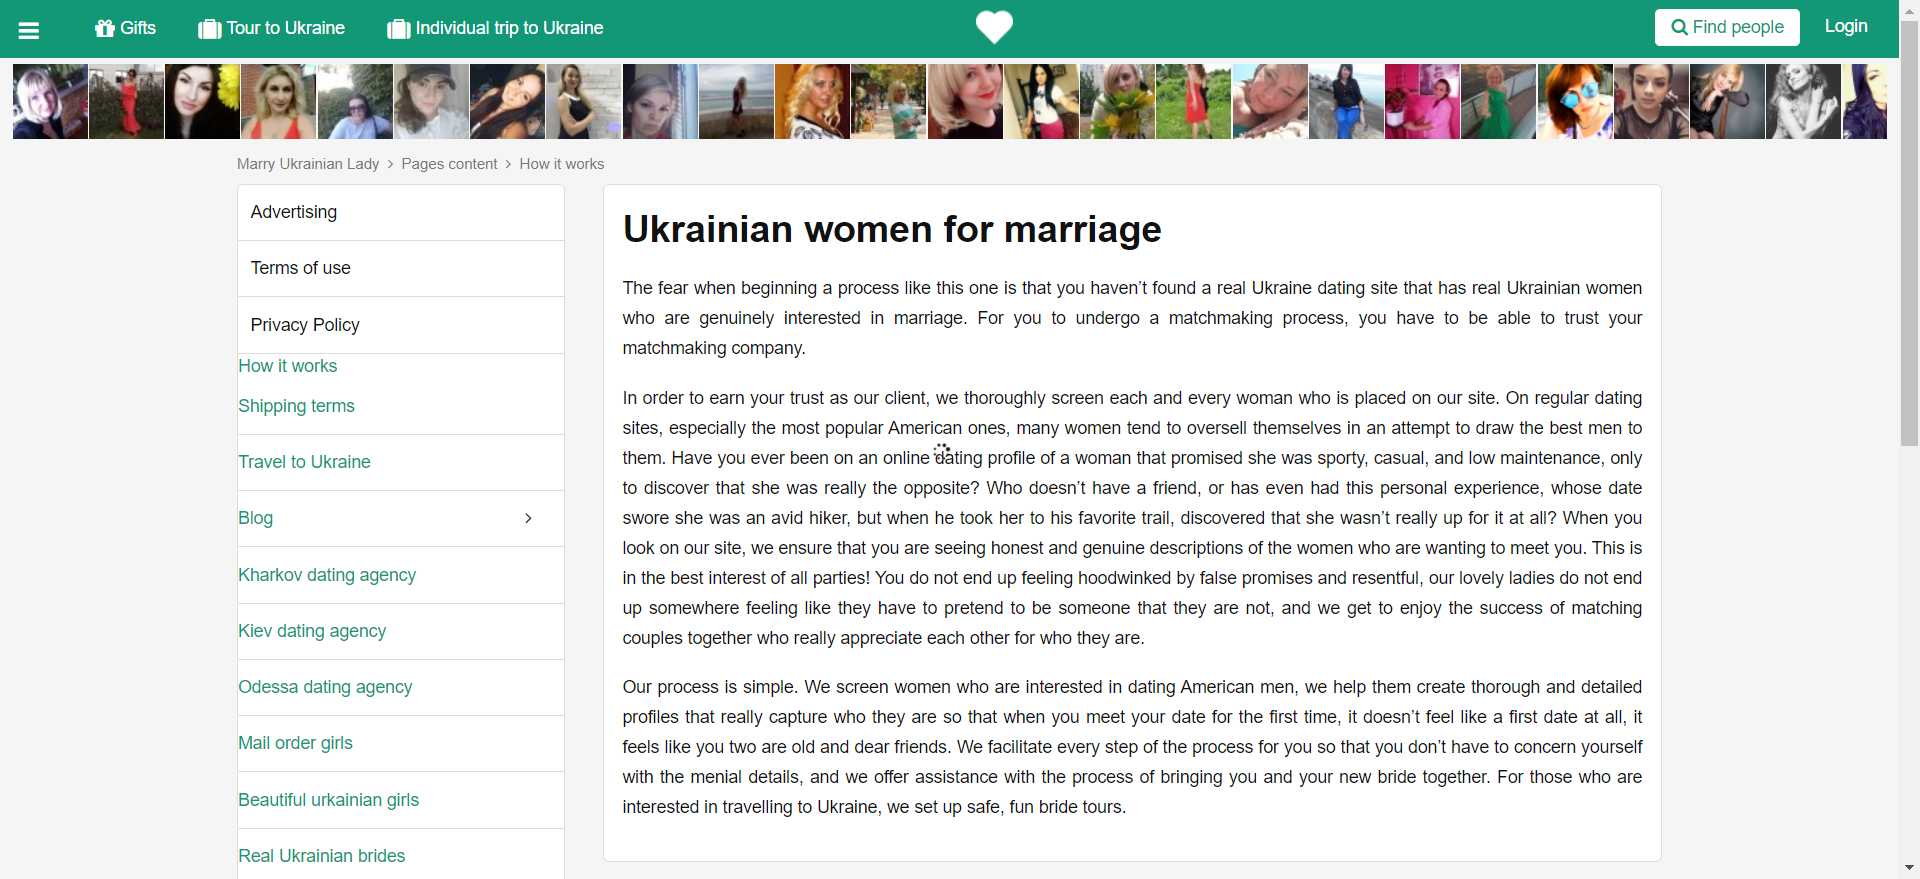 Gifts
Tour to Ukraine
Individual trip to Ukraine
Find people
Login
Marry Ukrainian Lady > Pages content > How it works
Advertising
Terms of use
Privacy Policy
How it works
Shipping terms
Travel to Ukraine
Blog
Kharkov dating agency
Kiev dating agency
Odessa dating agency
Mail order girls
Beautiful urkainian girls
Real Ukrainian brides
Ukrainian women for marriage
The fear when beginning a process like this one is that you haven’t found a real Ukraine dating site that has real Ukrainian women
who are genuinely interested in marriage. For you to undergo a matchmaking process, you have to be able to trust your
matchmaking company.
In order to earn your trust as our client, we thoroughly screen each and every woman who is placed on our site. On regular dating
sites, especially the most popular American ones, many women tend to oversell themselves in an attempt to draw the best men to
them. Have you ever been on an online dating profile of a woman that promised she was sporty, casual, and low maintenance, only
to discover that she was really the opposite? Who doesn’t have a friend, or has even had this personal experience, whose date
swore she was an avid hiker, but when he took her to his favorite trail, discovered that she wasn’t really up for it at all? When you
look on our site, we ensure that you are seeing honest and genuine descriptions of the women who are wanting to meet you. This is
in the best interest of all parties! You do not end up feeling hoodwinked by false promises and resentful, our lovely ladies do not end
up somewhere feeling like they have to pretend to be someone that they are not, and we get to enjoy the success of matching
couples together who really appreciate each other for who they are.
Our process is simple. We screen women who are interested in dating American men, we help them create thorough and detailed
profiles that really capture who they are so that when you meet your date for the first time, it doesn’t feel like a first date at all, it
feels like you two are old and dear friends. We facilitate every step of the process for you so that you don’t have to concern yourself
with the menial details, and we offer assistance with the process of bringing you and your new bride together. For those who are
interested in travelling to Ukraine, we set up safe, fun bride tours.